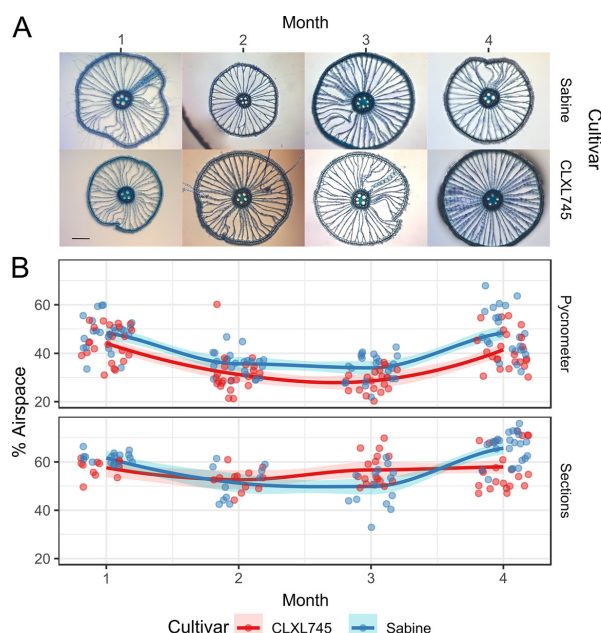 A
Month
1 2 3 4
Sabine
CLXL745
Cultivar
B
% Airspace
60
40
20
Pycnometer
60
40
20
Sections
1 2 3 4
Month
Cultivar CLXL745 Sabine